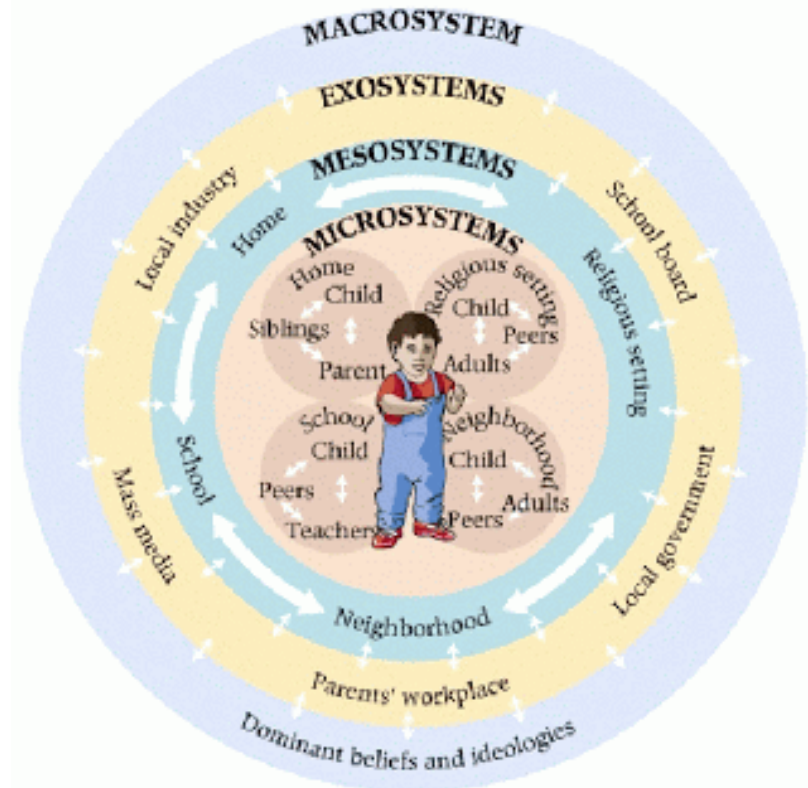 MACROSYSTEM
EXOSYSTEMS
MESOSYSTEMS
MICROSYSTEMS
Local industry
School board
Home
Religious setting
Home
Child
Siblings
Parent
Religious setting
Child
Peers
Adults
School
Child
Peers
Teachers
Neighborhood
Child
Adults
Peers
School
Neighborhood
Mass media
Local government
Parents' workplace
Dominant beliefs and ideologies